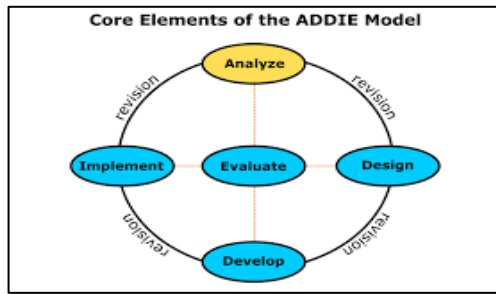 Core Elements of the ADDIE Model
Analyze
revision
revision
Implement
Evaluate
Design
revision
revision
Develop